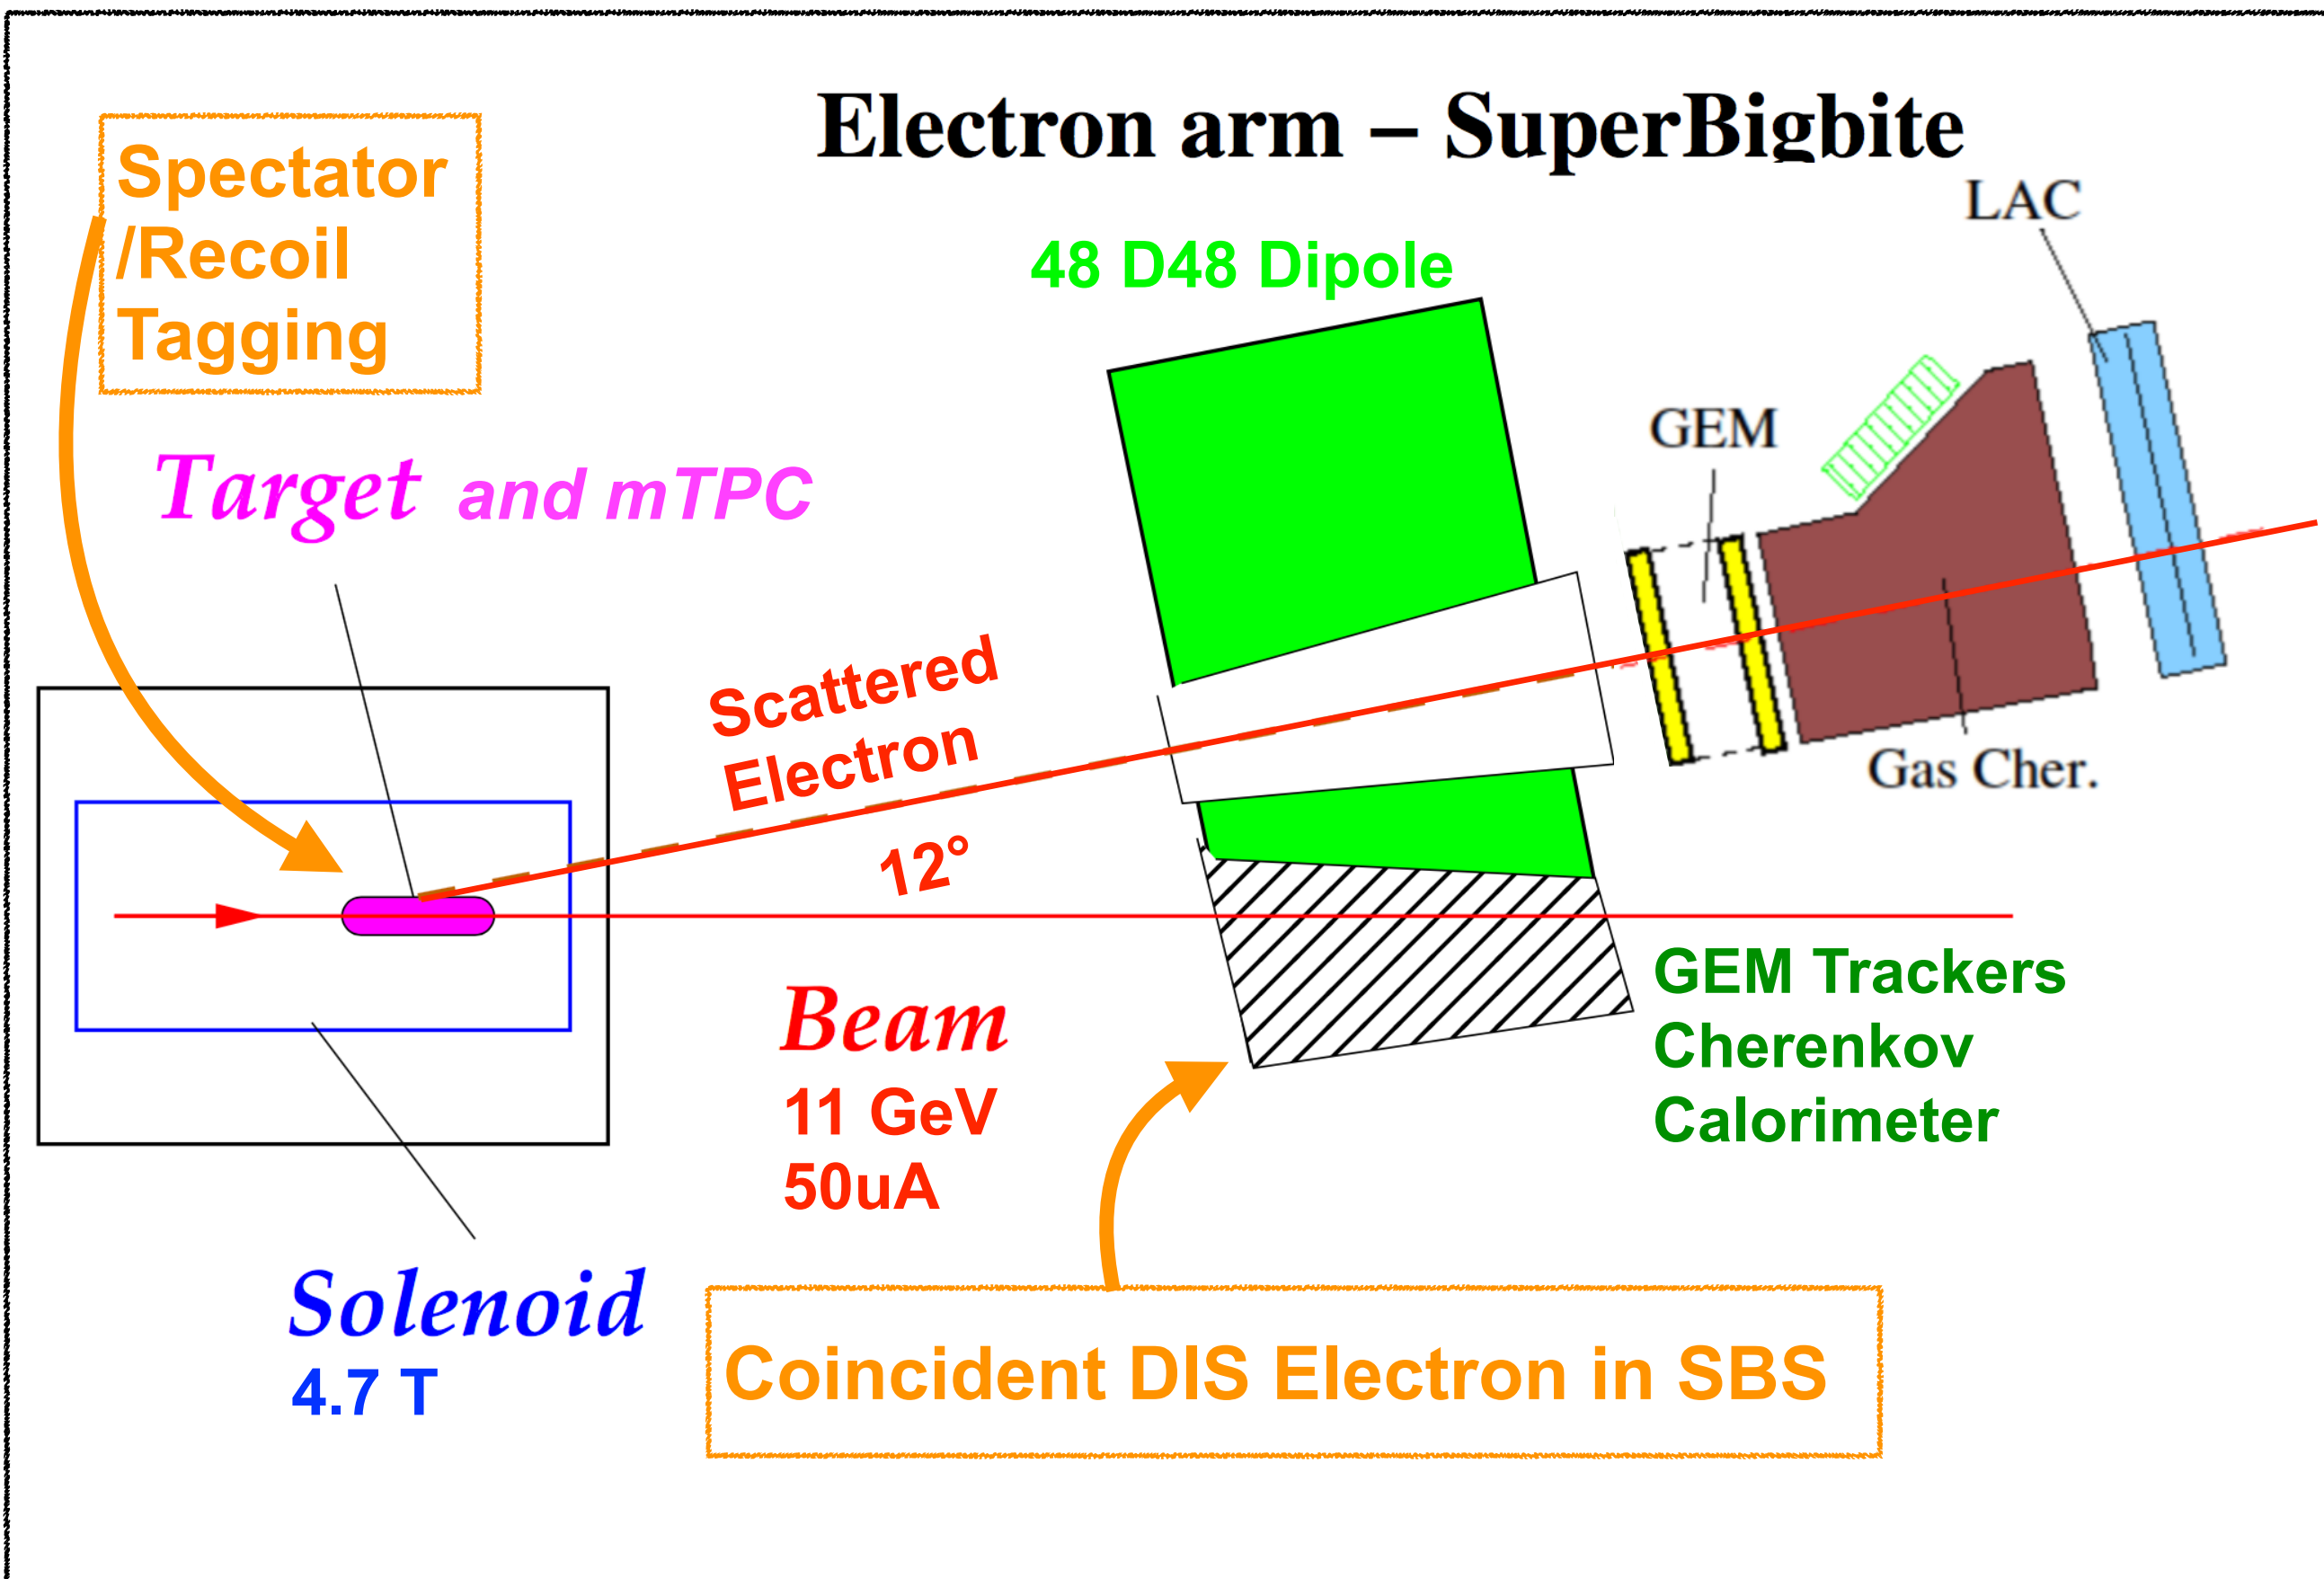 Electron arm – SuperBigbite
Spectator
/Recoil
Tagging
LAC
48 D48 Dipole
GEM
Target and mTPC
Scattered
Electron
Gas Cher.
12°
GEM Trackers
Cherenkov
Calorimeter
Beam
11 GeV
50uA
Solenoid
4.7 T
Coincident DIS Electron in SBS